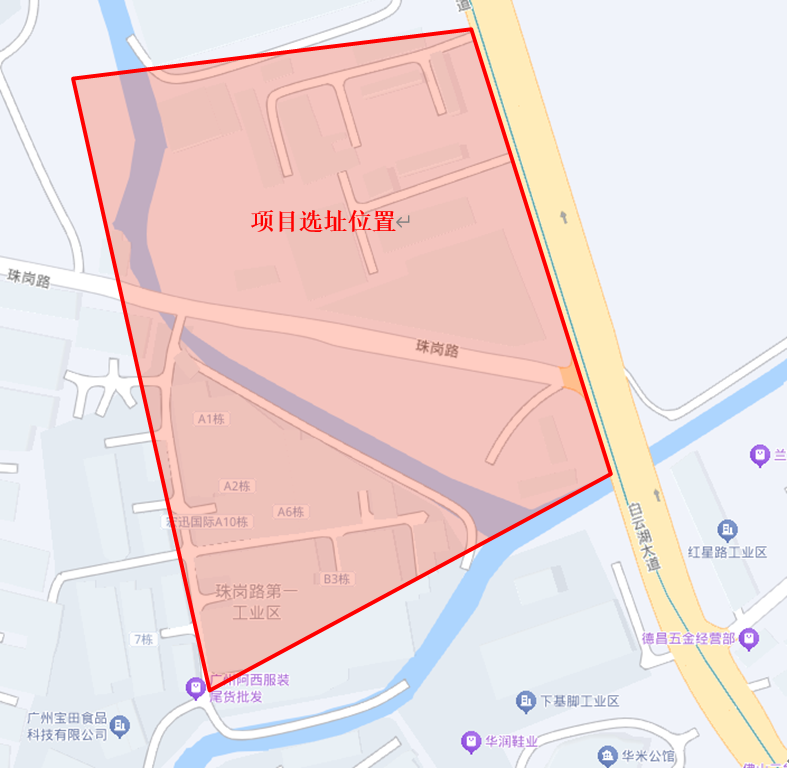 道
项目选址位置↵
珠岗路
珠岗路
A1栋
A2栋
A6栋
宏迅国际A10栋
B3栋
珠岗路第一
工业区
7栋
广州阿西服装
尾货批发
广州宝田食品
科技有限公司
兰
白云湖大道
红星路工业区
德昌五金经营部
下基脚工业区
华润鞋业
华米公馆